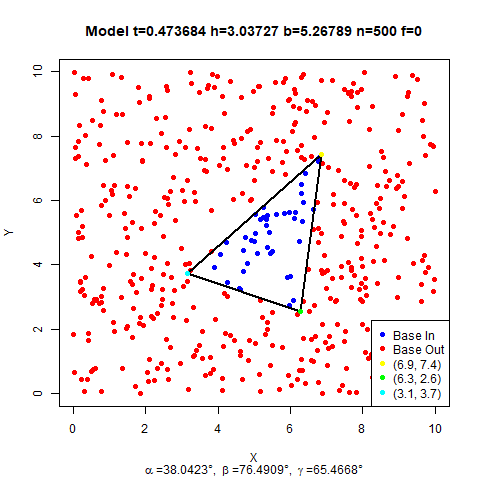 Model t=0.473684 h=3.03727 b=5.26789 n=500 f=0
10
8
6
4
2
0
Y
Base In
Base Out
(6.9, 7.4)
(6.3, 2.6)
(3.1, 3.7)
0 2 4 6 8 10
X
α=38.0423°, β=76.4909°, γ=65.4668°